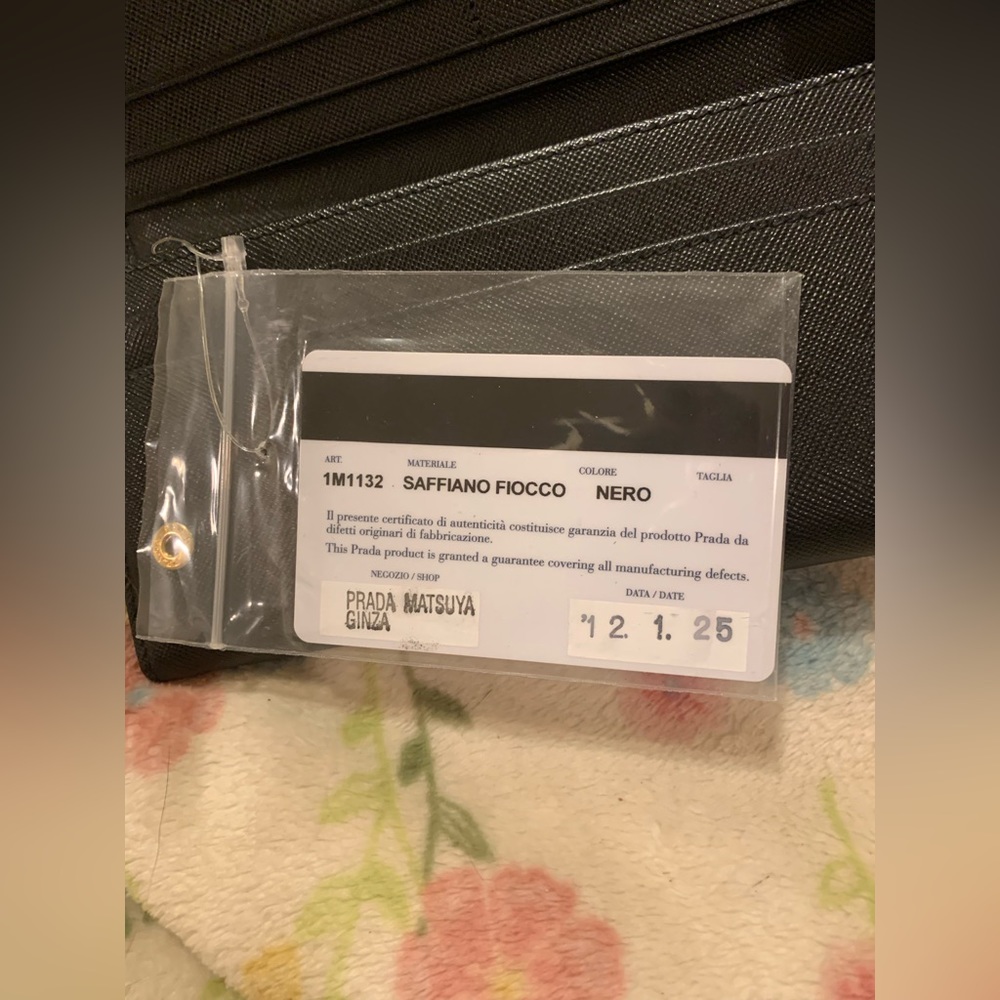 ART. MATERIALE COLORE TAGLIA
1M1132 SAFFIANO FIOCCO NERO
Il presente certificato di autenticità costituisce garanzia del prodotto Prada da
difetti originari di fabbricazione.
This Prada product is granted a guarantee covering all manufacturing defects.
NEGOZIO / SHOP
PRADA MATSUYA
GINZA
DATA / DATE
'12. 1. 25